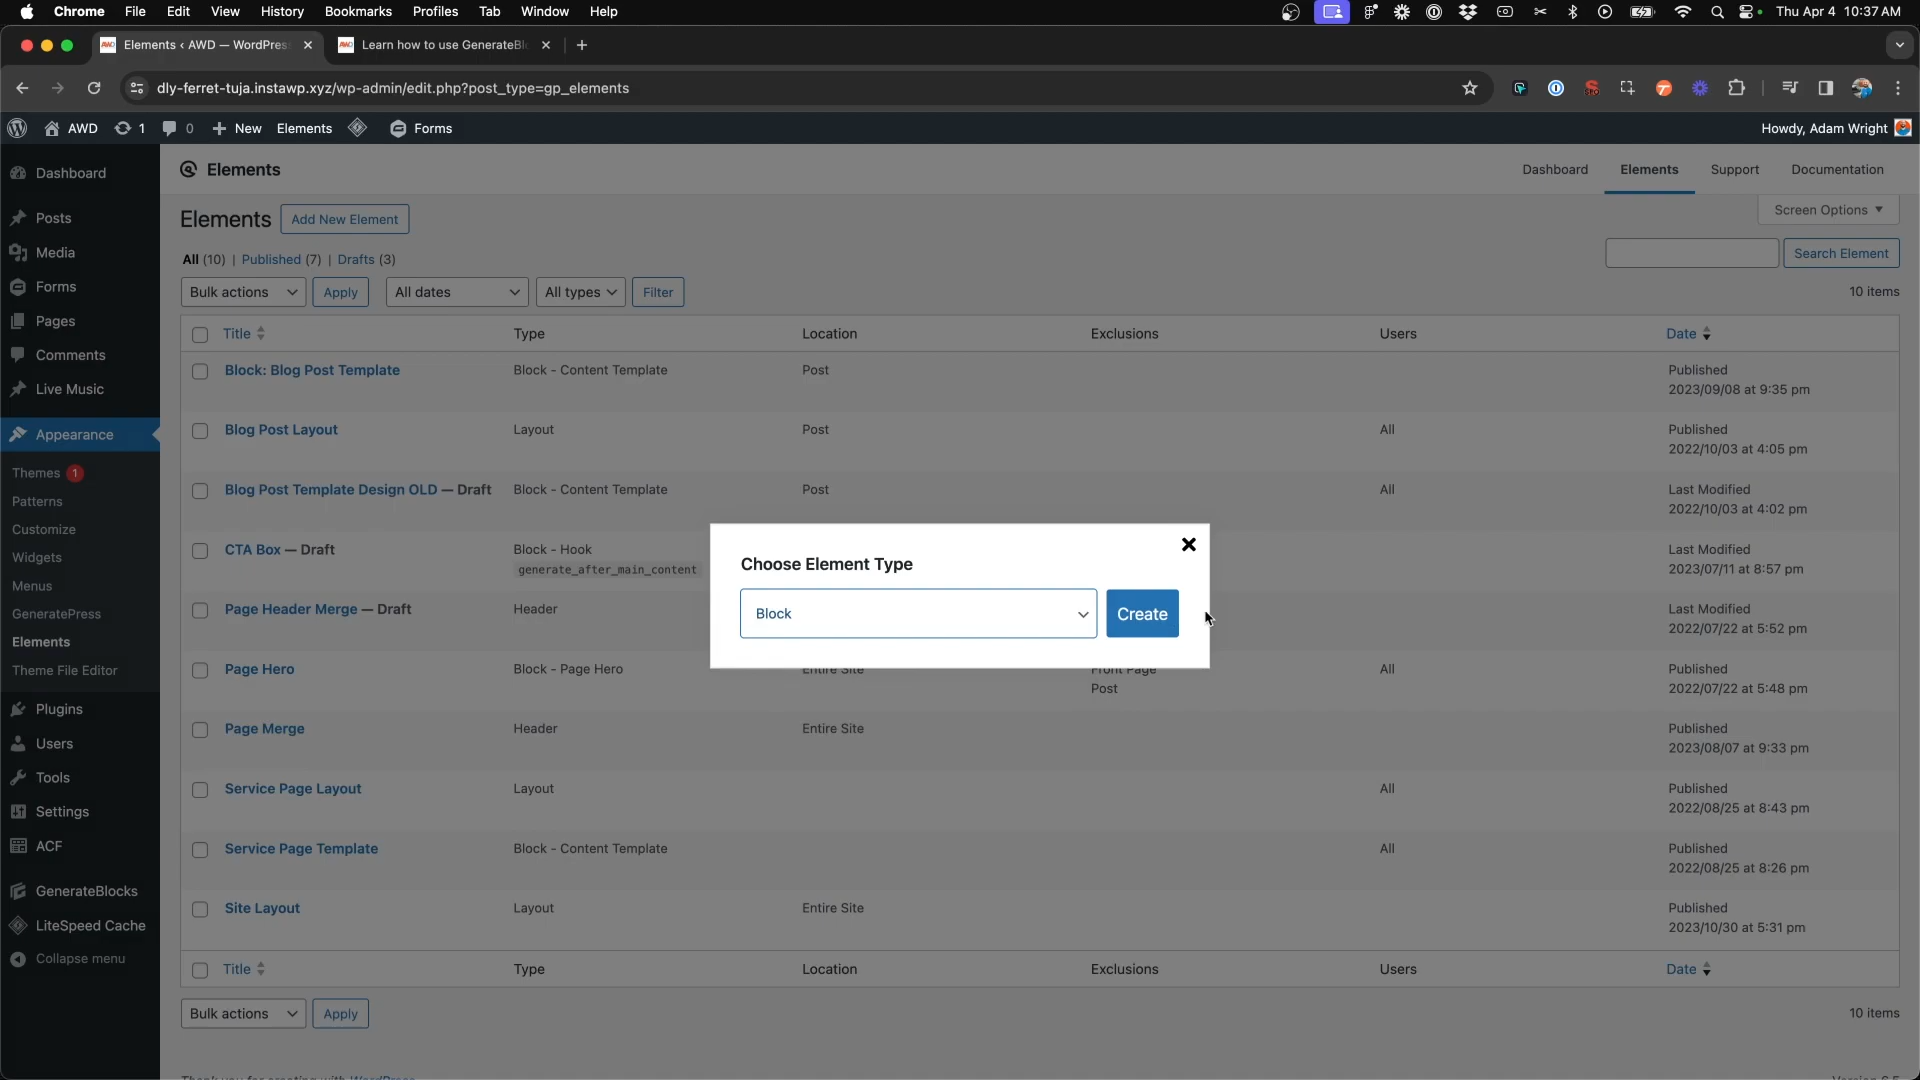 Chrome File Edit View History Bookmarks Profiles Tab Window Help Thu Apr 4 10:37 AM
Elements ‹ AWD — WordPres Learn how to use GenerateBl
dly-ferret-tuja.instawp.xyz/wp-admin/edit.php?post_type=gp_elements
AWD 1 0 New Elements Forms Howdy, Adam Wright
Dashboard
Posts
Media
Forms
Pages
Comments
Live Music
Appearance
Themes 1
Patterns
Customize
Widgets
Menus
GeneratePress
Elements
Theme File Editor
Plugins
Users
Tools
Settings
ACF
GenerateBlocks
LiteSpeed Cache
Collapse menu
Elements Dashboard Elements Support Documentation
Elements Add New Element Screen Options
All (10) | Published (7) | Drafts (3) Search Element
Bulk actions Apply All dates All types Filter 10 items
Title Type Location Exclusions Users Date
Block: Blog Post Template Block - Content Template Post Published
2023/09/08 at 9:35 pm
Blog Post Layout Layout Post All Published
2022/10/03 at 4:05 pm
Blog Post Template Design OLD — Draft Block - Content Template Post All Last Modified
2022/10/03 at 4:02 pm
CTA Box — Draft Block - Hook Last Modified
generate_after_main_content 2023/07/11 at 8:57 pm
Choose Element Type
Block Create
Page Header Merge — Draft Header Last Modified
2022/07/22 at 5:52 pm
Page Hero Block - Page Hero Entire Site Front Page All Published
Post 2022/07/22 at 5:48 pm
Page Merge Header Entire Site Published
2023/08/07 at 9:33 pm
Service Page Layout Layout All Published
2022/08/25 at 8:43 pm
Service Page Template Block - Content Template All Published
2022/08/25 at 8:26 pm
Site Layout Layout Entire Site Published
2023/10/30 at 5:31 pm
Title Type Location Exclusions Users Date
Bulk actions Apply 10 items
Thank you for creating with WordPress